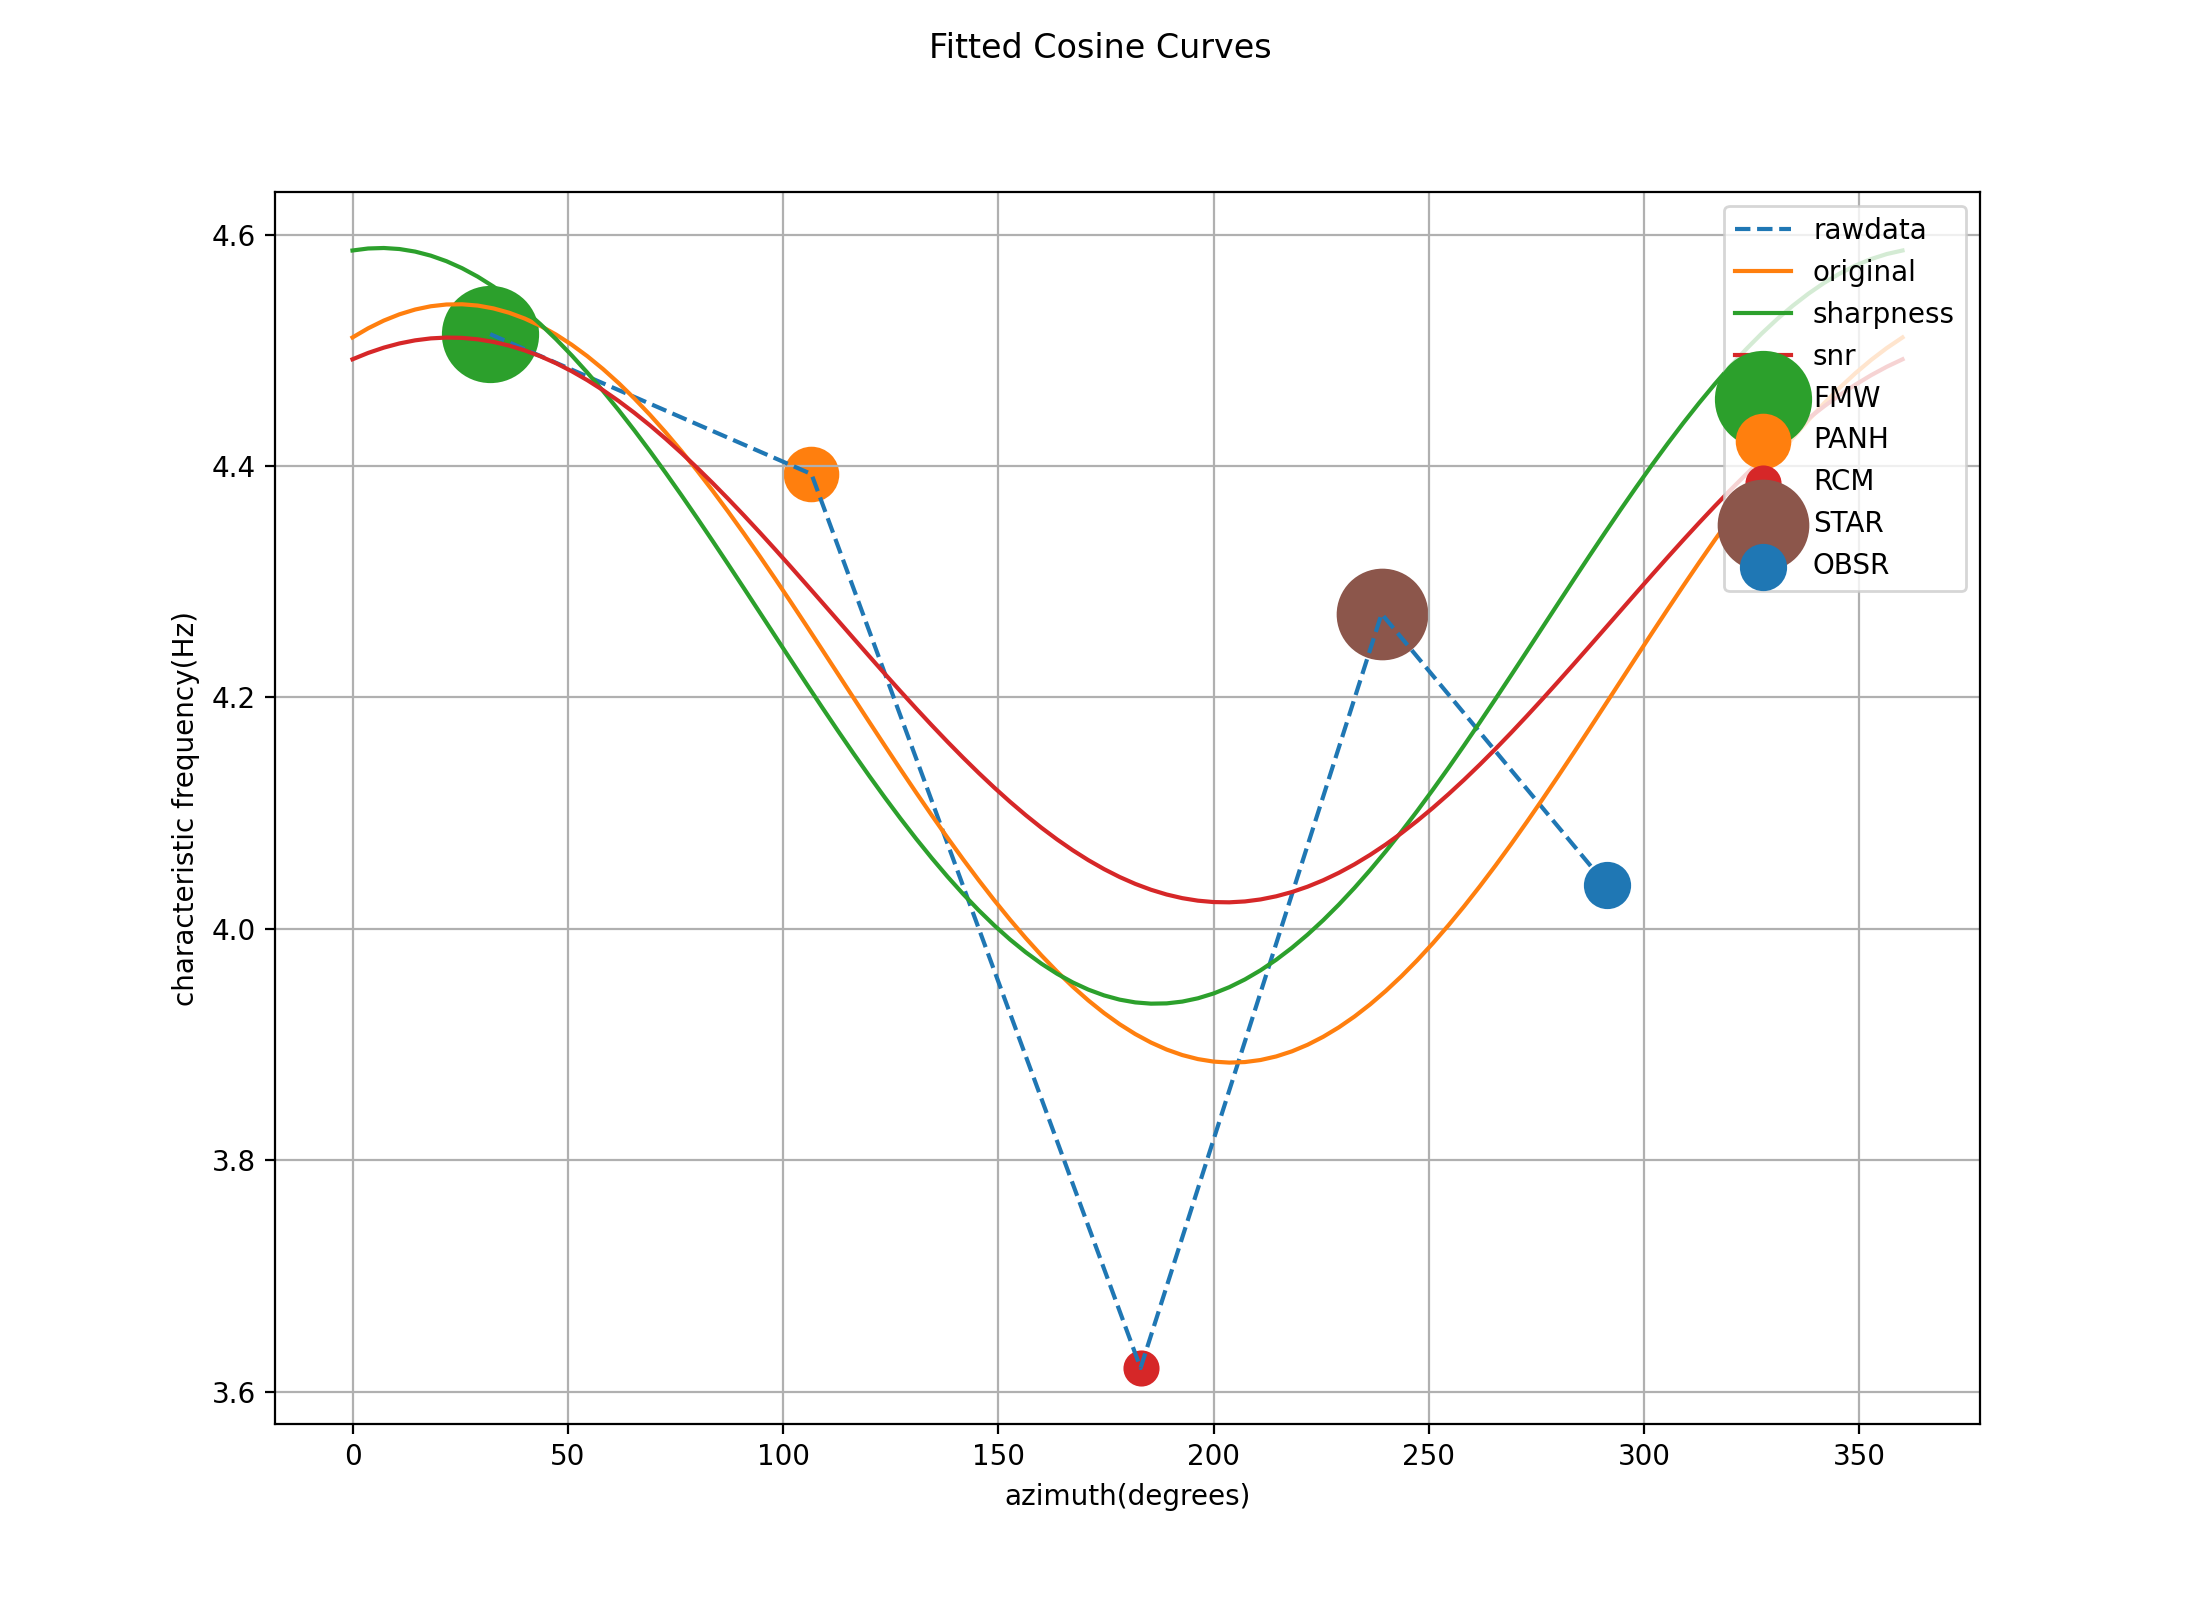 Fitted Cosine Curves
4.6
4.4
4.2
4.0
3.8
3.6
characteristic frequency(Hz)
rawdata
original
sharpness
snr
FMW
PANH
RCM
STAR
OBSR
0 50 100 150 200 250 300 350
azimuth(degrees)